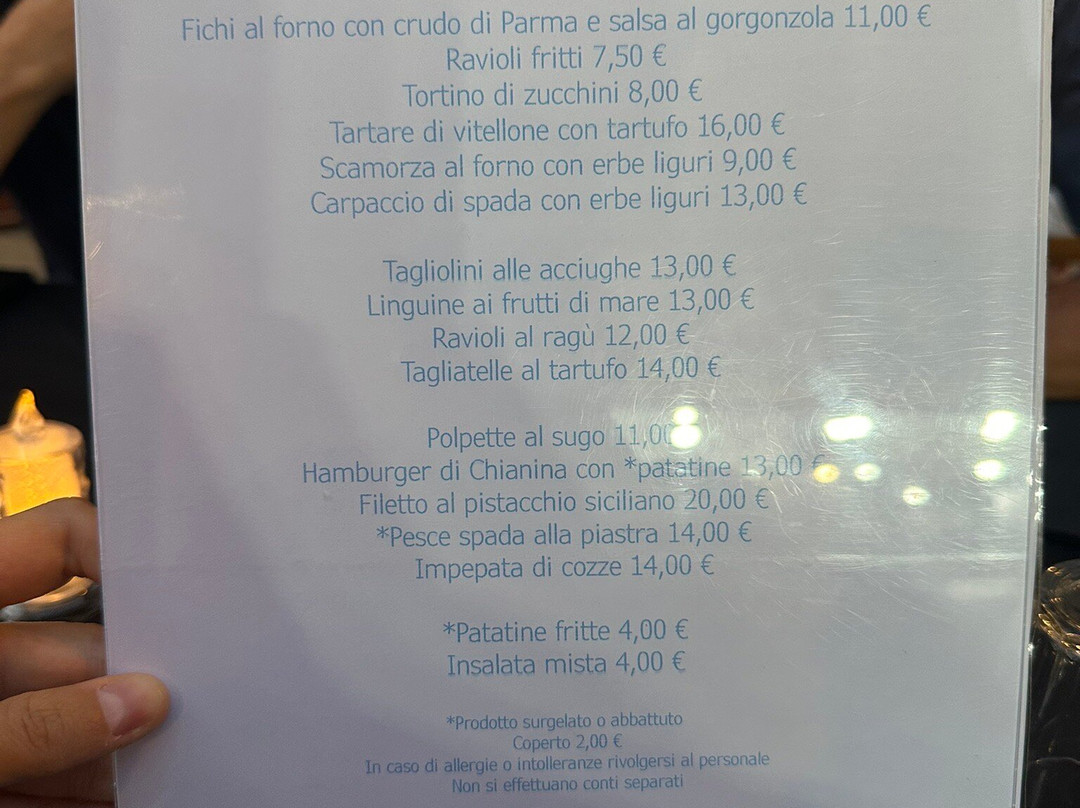 Fichi al forno con crudo di Parma e salsa al gorgonzola 11,00 €
Ravioli fritti 7,50 €
Tortino di zucchini 8,00 €
Tartare di vitellone con tartufo 16,00 €
Scamorza al forno con erbe liguri 9,00 €
Carpaccio di spada con erbe liguri 13,00 €
Tagliolini alle acciughe 13,00 €
Linguine ai frutti di mare 13,00 €
Ravioli al ragù 12,00 €
Tagliatelle al tartufo 14,00 €
Polpette al sugo 11,00
Hamburger di Chianina con *patatine 13,00 €
Filetto al pistacchio siciliano 20,00 €
*Pesce spada alla piastra 14,00 €
Impepata di cozze 14,00 €
*Patatine fritte 4,00 €
Insalata mista 4,00 €
*Prodotto surgelato o abbattuto
Coperto 2,00 €
In caso di allergie o intolleranze rivolgersi al personale
Non si effettuano conti separati